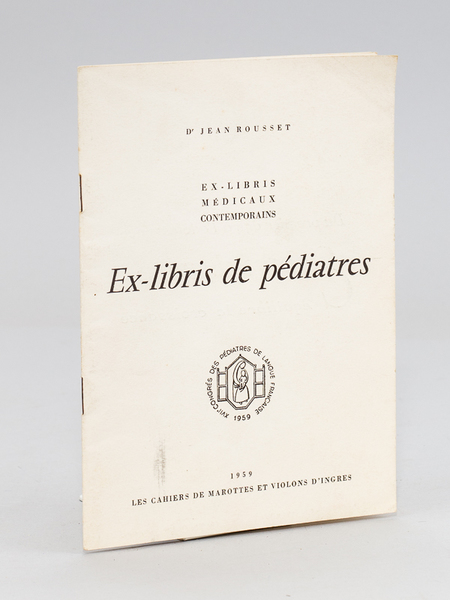 Dr JEAN ROUSSET
EX-LIBRIS
MÉDICAUX
CONTEMPORAINS
Ex-libris de pédiatres
XVIIe CONGRÈS DES PÉDIATRES DE LANGUE FRANÇAISE
1959
1959
LES CAHIERS DE MAROTTES ET VIOLONS D'INGRES